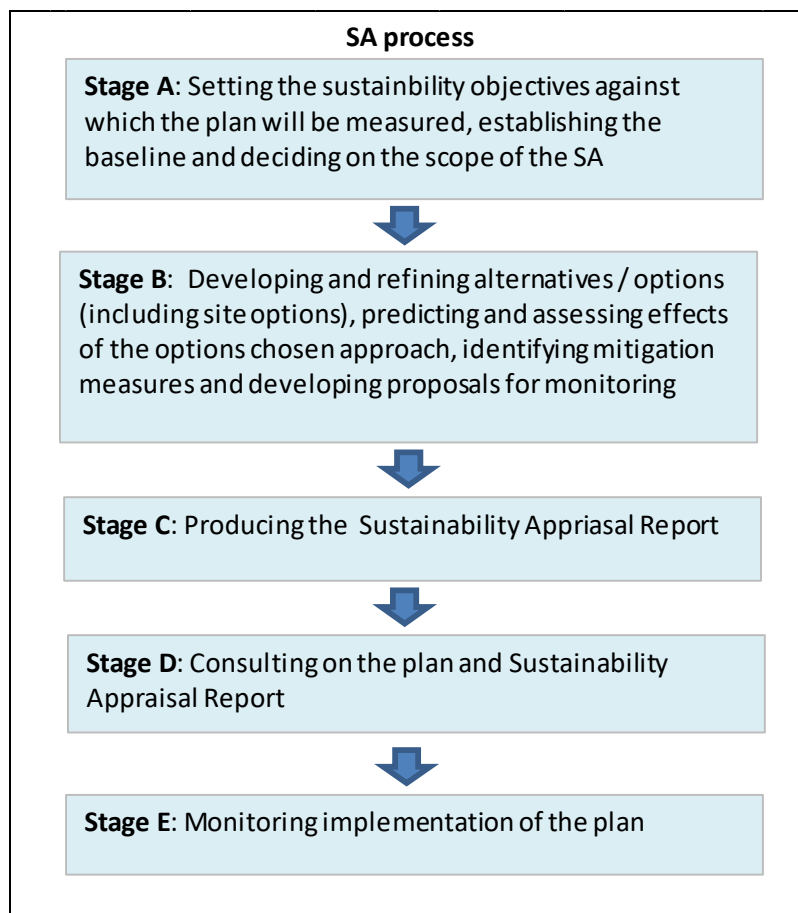 SA process
Stage A: Setting the sustainbility objectives against
which the plan will be measured, establishing the
baseline and deciding on the scope of the SA
Stage B:  Developing and refining alternatives / options
(including site options), predicting and assessing effects
of the options chosen approach, identifying mitigation
measures and developing proposals for monitoring
Stage C: Producing the  Sustainability Appriasal Report
Stage D: Consulting on the plan and Sustainability
Appraisal Report
Stage E: Monitoring implementation of the plan